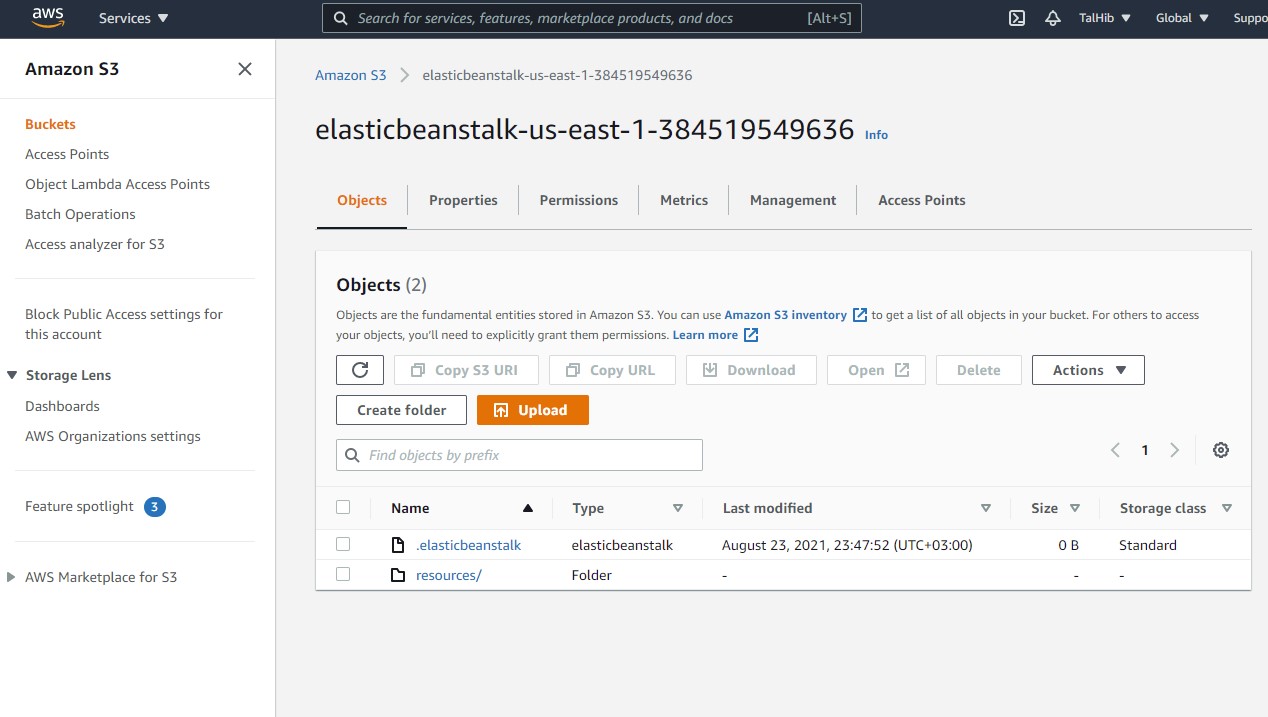 aws
Services
Search for services, features, marketplace products, and docs
[Alt+S]
TalHib
Global
Suppo
Amazon S3
Buckets
Access Points
Object Lambda Access Points
Batch Operations
Access analyzer for S3
Block Public Access settings for
this account
Storage Lens
Dashboards
AWS Organizations settings
Feature spotlight 3
AWS Marketplace for S3
Amazon S3 elasticbeanstalk-us-east-1-384519549636
elasticbeanstalk-us-east-1-384519549636 Info
Objects Properties Permissions Metrics Management Access Points
Objects (2)
Objects are the fundamental entities stored in Amazon S3. You can use Amazon S3 inventory to get a list of all objects in your bucket. For others to access
your objects, you'll need to explicitly grant them permissions. Learn more
Copy S3 URI Copy URL Download Open Delete Actions
Create folder Upload
Find objects by prefix
1
Name Type Last modified Size Storage class
.elasticbeanstalk elasticbeanstalk August 23, 2021, 23:47:52 (UTC+03:00) 0 B Standard
resources/ Folder - - -